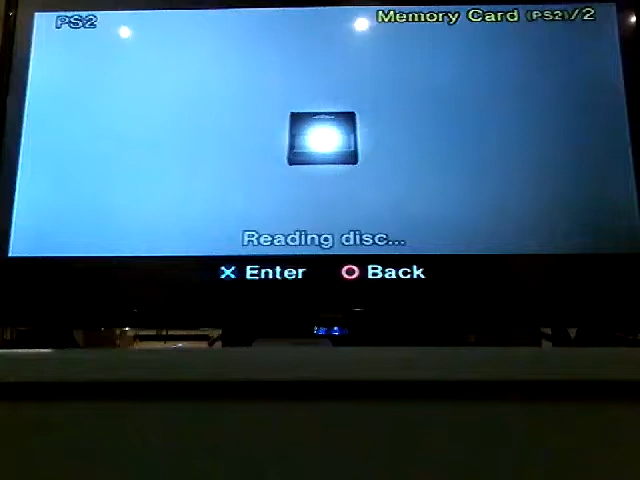 PS2
Memory Card (PS2)/2
Reading disc...
X Enter O Back